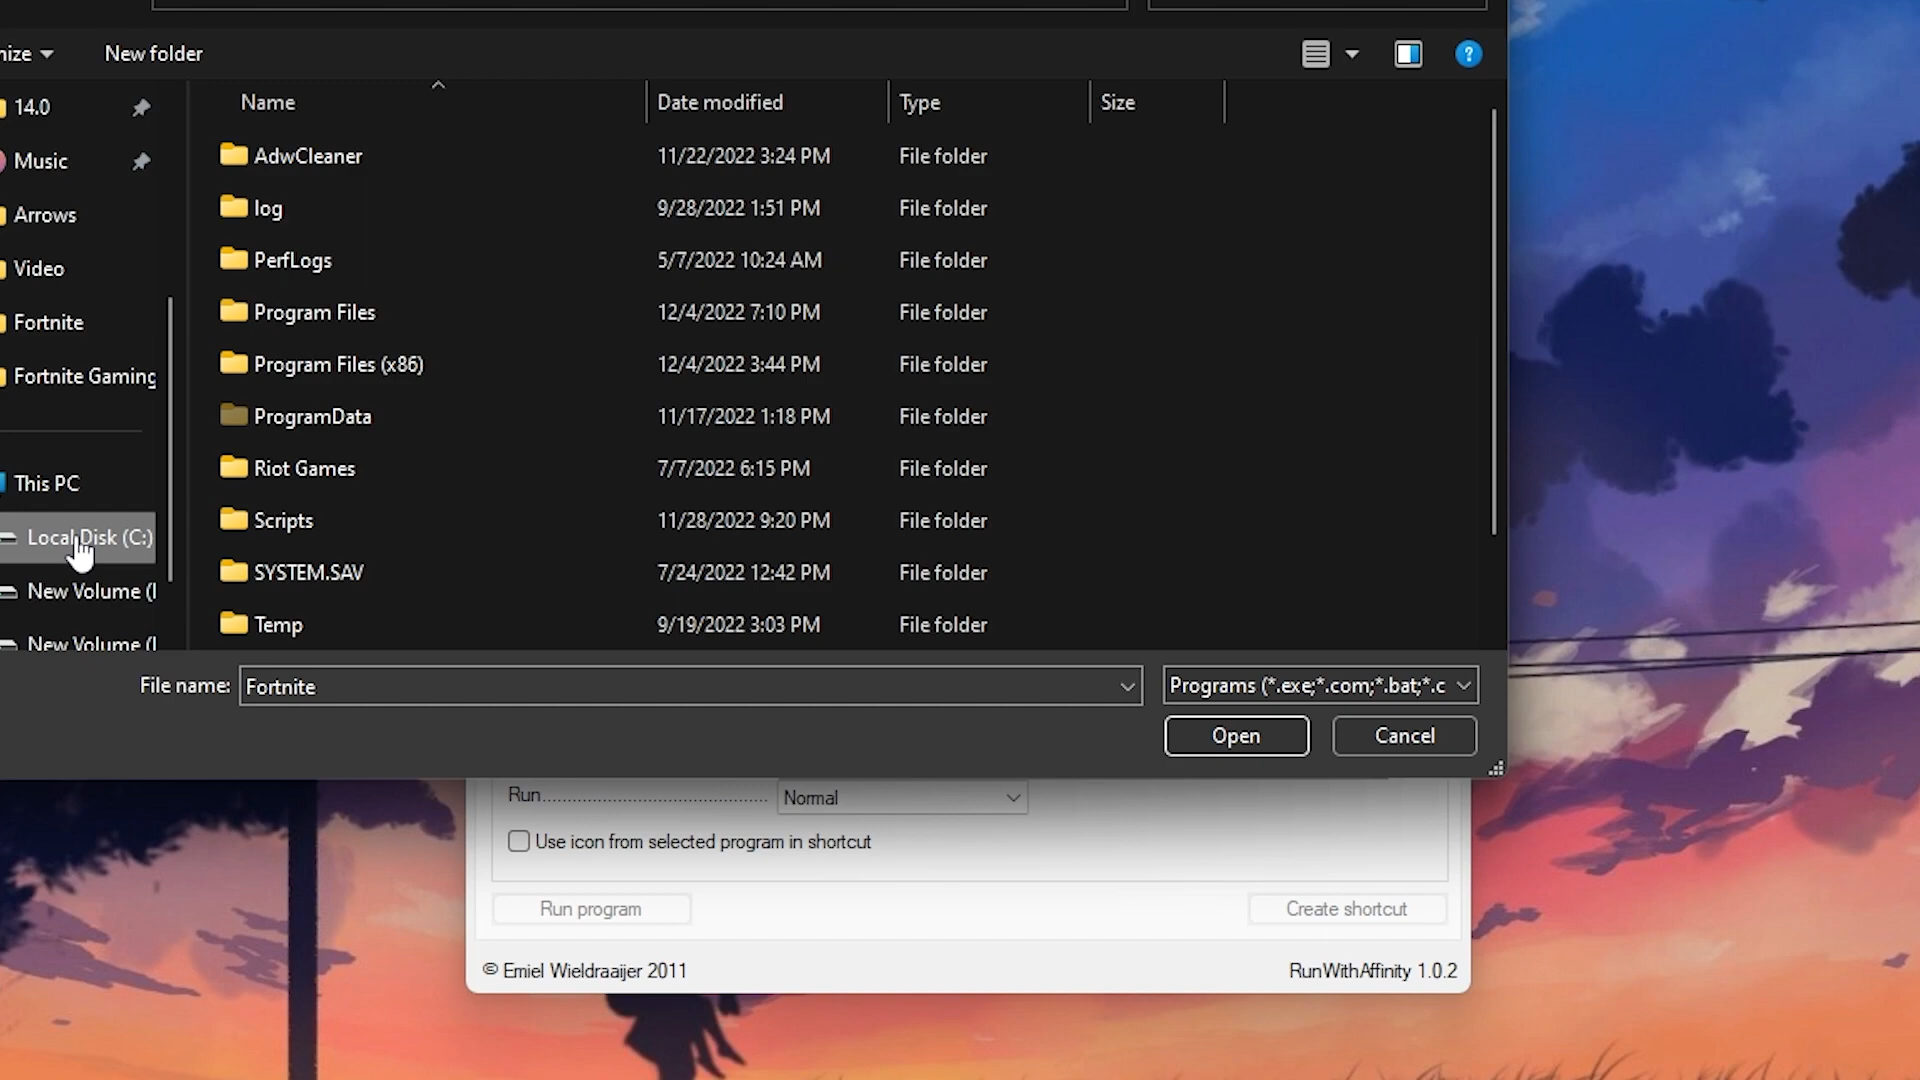 nize New folder
Name Date modified Type Size
14.0
Music
Arrows
Video
Fortnite
Fortnite Gaming
This PC
Local Disk (C:)
New Volume (
New Volume (
AdwCleaner 11/22/2022 3:24 PM File folder
log 9/28/2022 1:51 PM File folder
PerfLogs 5/7/2022 10:24 AM File folder
Program Files 12/4/2022 7:10 PM File folder
Program Files (x86) 12/4/2022 3:44 PM File folder
ProgramData 11/17/2022 1:18 PM File folder
Riot Games 7/7/2022 6:15 PM File folder
Scripts 11/28/2022 9:20 PM File folder
SYSTEM.SAV 7/24/2022 12:42 PM File folder
Temp 9/19/2022 3:03 PM File folder
File name: Fortnite Programs (*.exe;*.com;*.bat;*.c
Open Cancel
Run.......................................... Normal
Use icon from selected program in shortcut
Run program Create shortcut
© Emiel Wieldraaijer 2011 RunWithAffinity 1.0.2